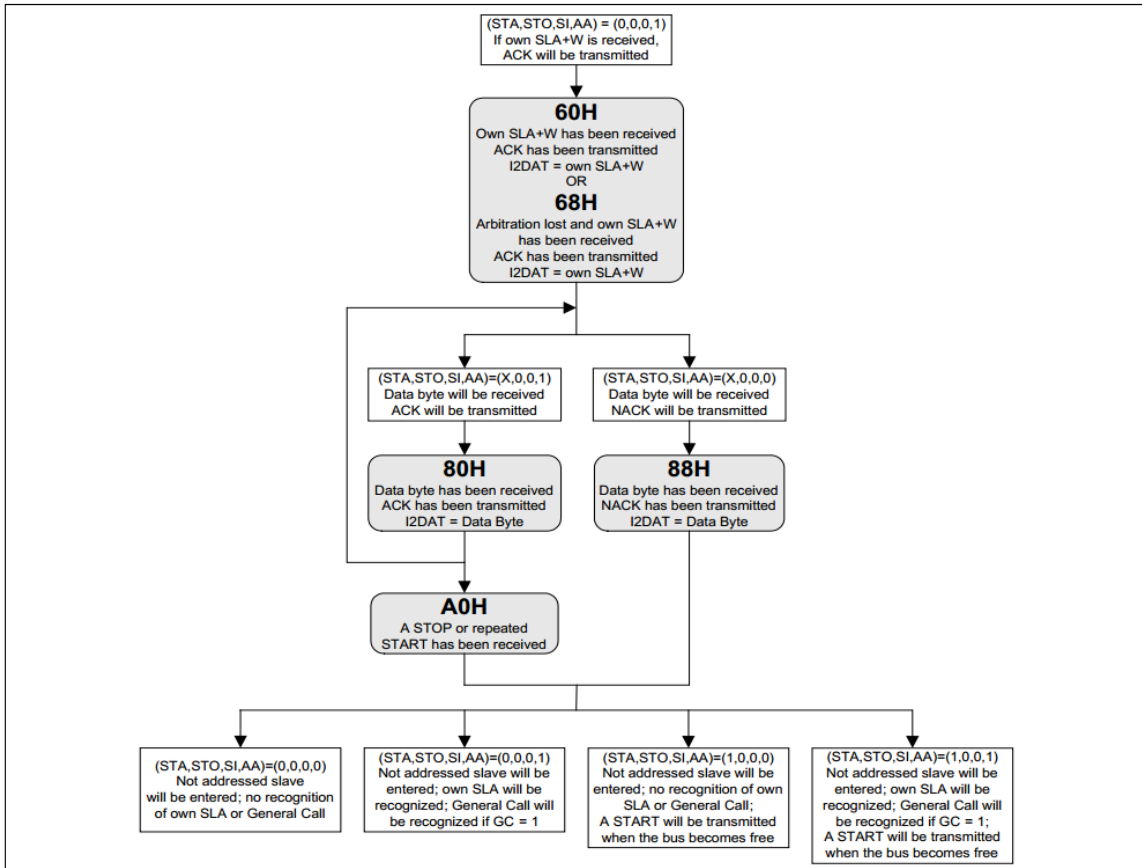 (STA,STO,SI,AA) = (0,0,0,1)
If own SLA+W is received,
ACK will be transmitted
60H
Own SLA+W has been received
ACK has been transmitted
I2DAT = own SLA+W
OR
68H
Arbitration lost and own SLA+W
has been received
ACK has been transmitted
I2DAT = own SLA+W
(STA,STO,SI,AA)=(X,0,0,1)
Data byte will be received
ACK will be transmitted
(STA,STO,SI,AA)=(X,0,0,0)
Data byte will be received
NACK will be transmitted
80H
Data byte has been received
ACK has been transmitted
I2DAT = Data Byte
88H
Data byte has been received
NACK has been transmitted
I2DAT = Data Byte
A0H
A STOP or repeated
START has been received
(STA,STO,SI,AA)=(0,0,0,0)
Not addressed slave
will be entered; no recognition
of own SLA or General Call
(STA,STO,SI,AA)=(0,0,0,1)
Not addressed slave will be
entered; own SLA will be
recognized; General Call will
be recognized if GC = 1
(STA,STO,SI,AA)=(1,0,0,0)
Not addressed slave will be
entered; no recognition of own
SLA or General Call;
A START will be transmitted
when the bus becomes free
(STA,STO,SI,AA)=(1,0,0,1)
Not addressed slave will be
entered; own SLA will be
recognized; General Call will
be recognized if GC = 1;
A START will be transmitted
when the bus becomes free